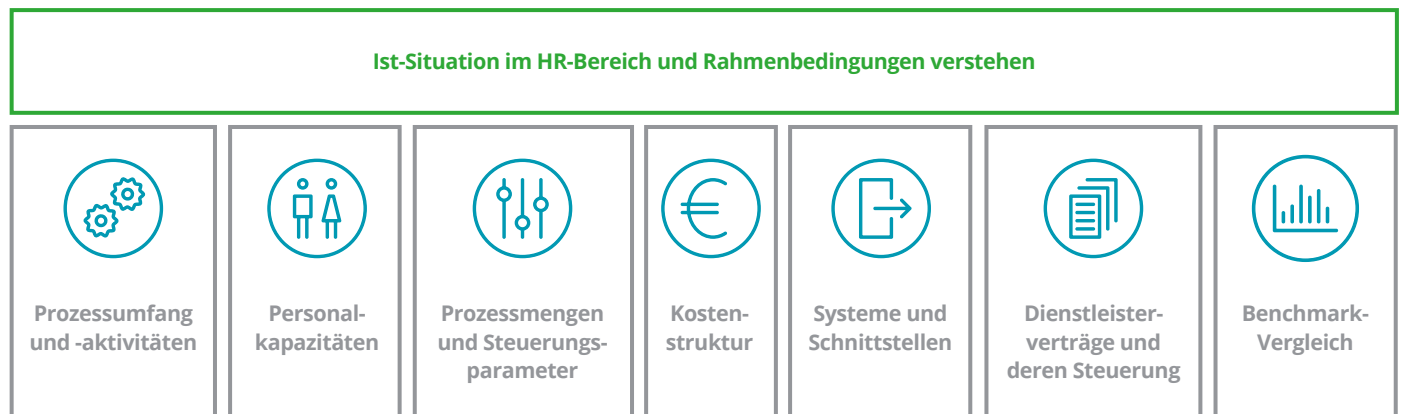 Ist-Situation im HR-Bereich und Rahmenbedingungen verstehen
Prozessumfang
und -aktivitäten
Personal-
kapazitäten
Prozessmengen
und Steuerungs-
parameter
Kosten-
struktur
Systeme und
Schnittstellen
Dienstleister-
verträge und
deren Steuerung
Benchmark-
Vergleich